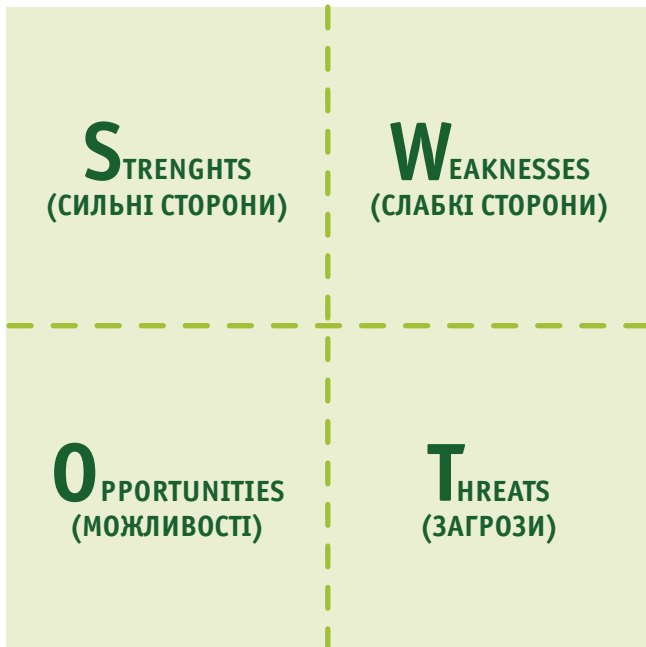 STRENGHTS
(СИЛЬНІ СТОРОНИ)
WEAKNESSES
(СЛАБКІ СТОРОНИ)
OPPORTUNITIES
(МОЖЛИВОСТІ)
THREATS
(ЗАГРОЗИ)